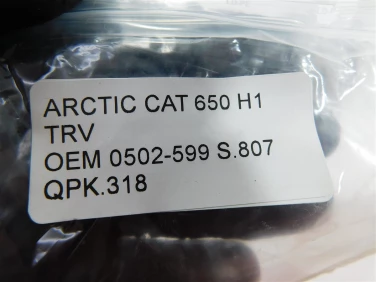 ARCTIC CAT 650 H1
TRV
OEM 0502-599 S.807
QPK.318